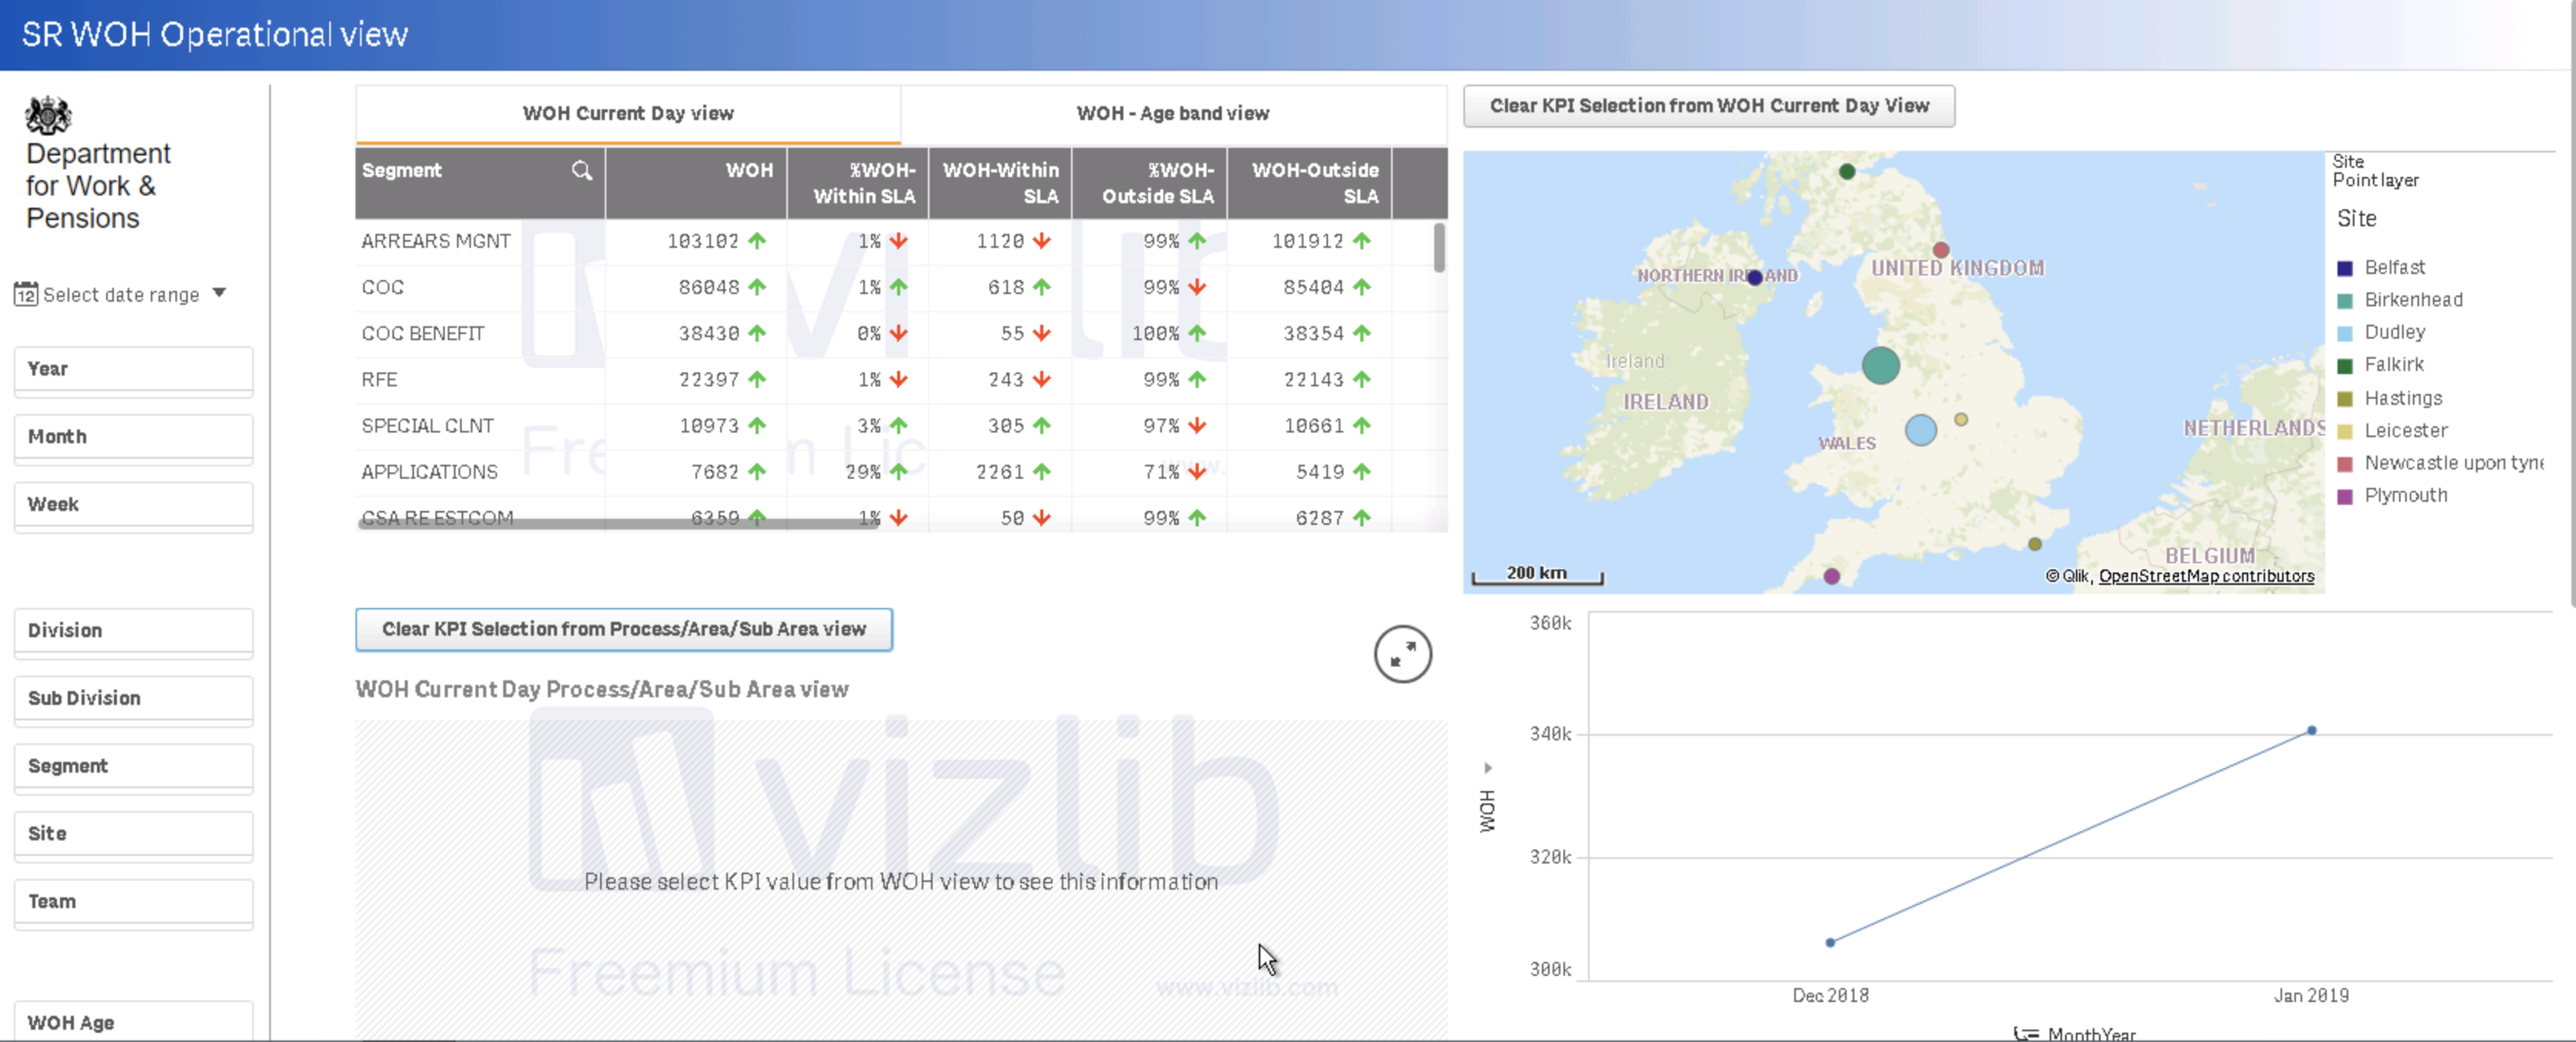 SR WOH Operational view
Department
for Work &
Pensions
12 Select date range
Year
Month
Week
Division
Sub Division
Segment
Site
Team
WOH Age
WOH Current Day view
WOH - Age band view
Segment WOH %WOH-Within SLA WOH-Within SLA %WOH-Outside SLA WOH-Outside SLA
ARREARS MGNT 103102 1% 1120 99% 101912
COC 86048 1% 618 99% 85404
COC BENEFIT 38430 0% 55 100% 38354
RFE 22397 1% 243 99% 22143
SPECIAL CLNT 10973 3% 305 97% 10661
APPLICATIONS 7682 29% 2261 71% 5419
CSA RE ESTCOM 6359 1% 50 99% 6287
Clear KPI Selection from Process/Area/Sub Area view
WOH Current Day Process/Area/Sub Area view
vizlib
Please select KPI value from WOH view to see this information
Freemium License
www.vizlib.com
Clear KPI Selection from WOH Current Day View
NORTHERN IRELAND
UNITED KINGDOM
Ireland
IRELAND
WALES
NETHERLANDS
BELGIUM
200 km
© Qlik, OpenStreetMap contributors
Site
Point layer
Site
Belfast
Birkenhead
Dudley
Falkirk
Hastings
Leicester
Newcastle upon tyne
Plymouth
360k
340k
320k
300k
WOH
Dec 2018
Jan 2019
MonthYear